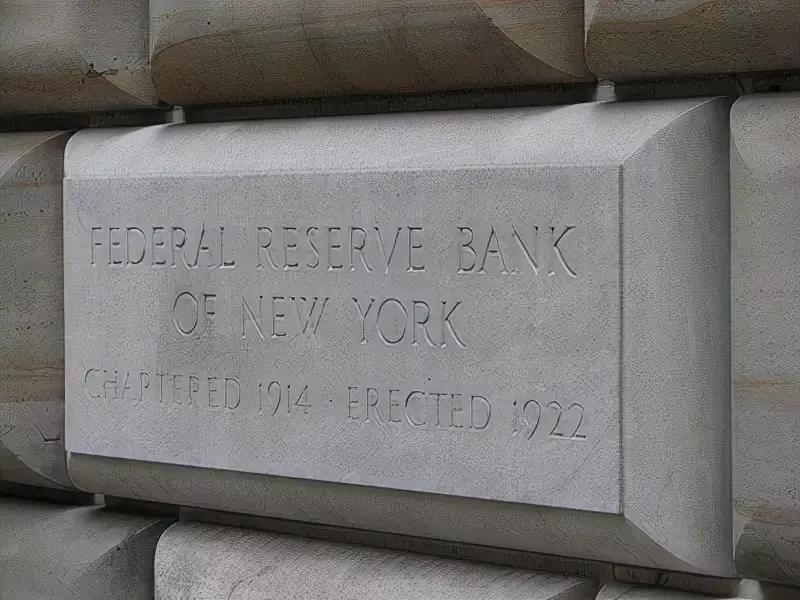 FEDERAL RESERVE BANK
OF NEW YORK
CHARTERED 1914 · ERECTED 1922